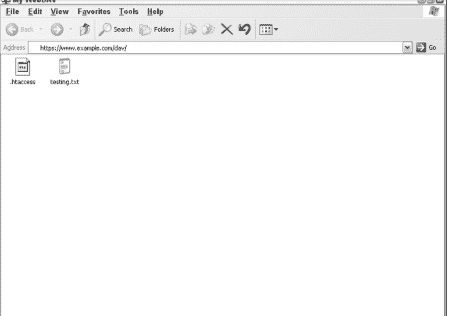 My WebDAV
File Edit View Favorites Tools Help
Back Search Folders
Address https://www.example.com/dav/ Go
.htaccess testing.txt